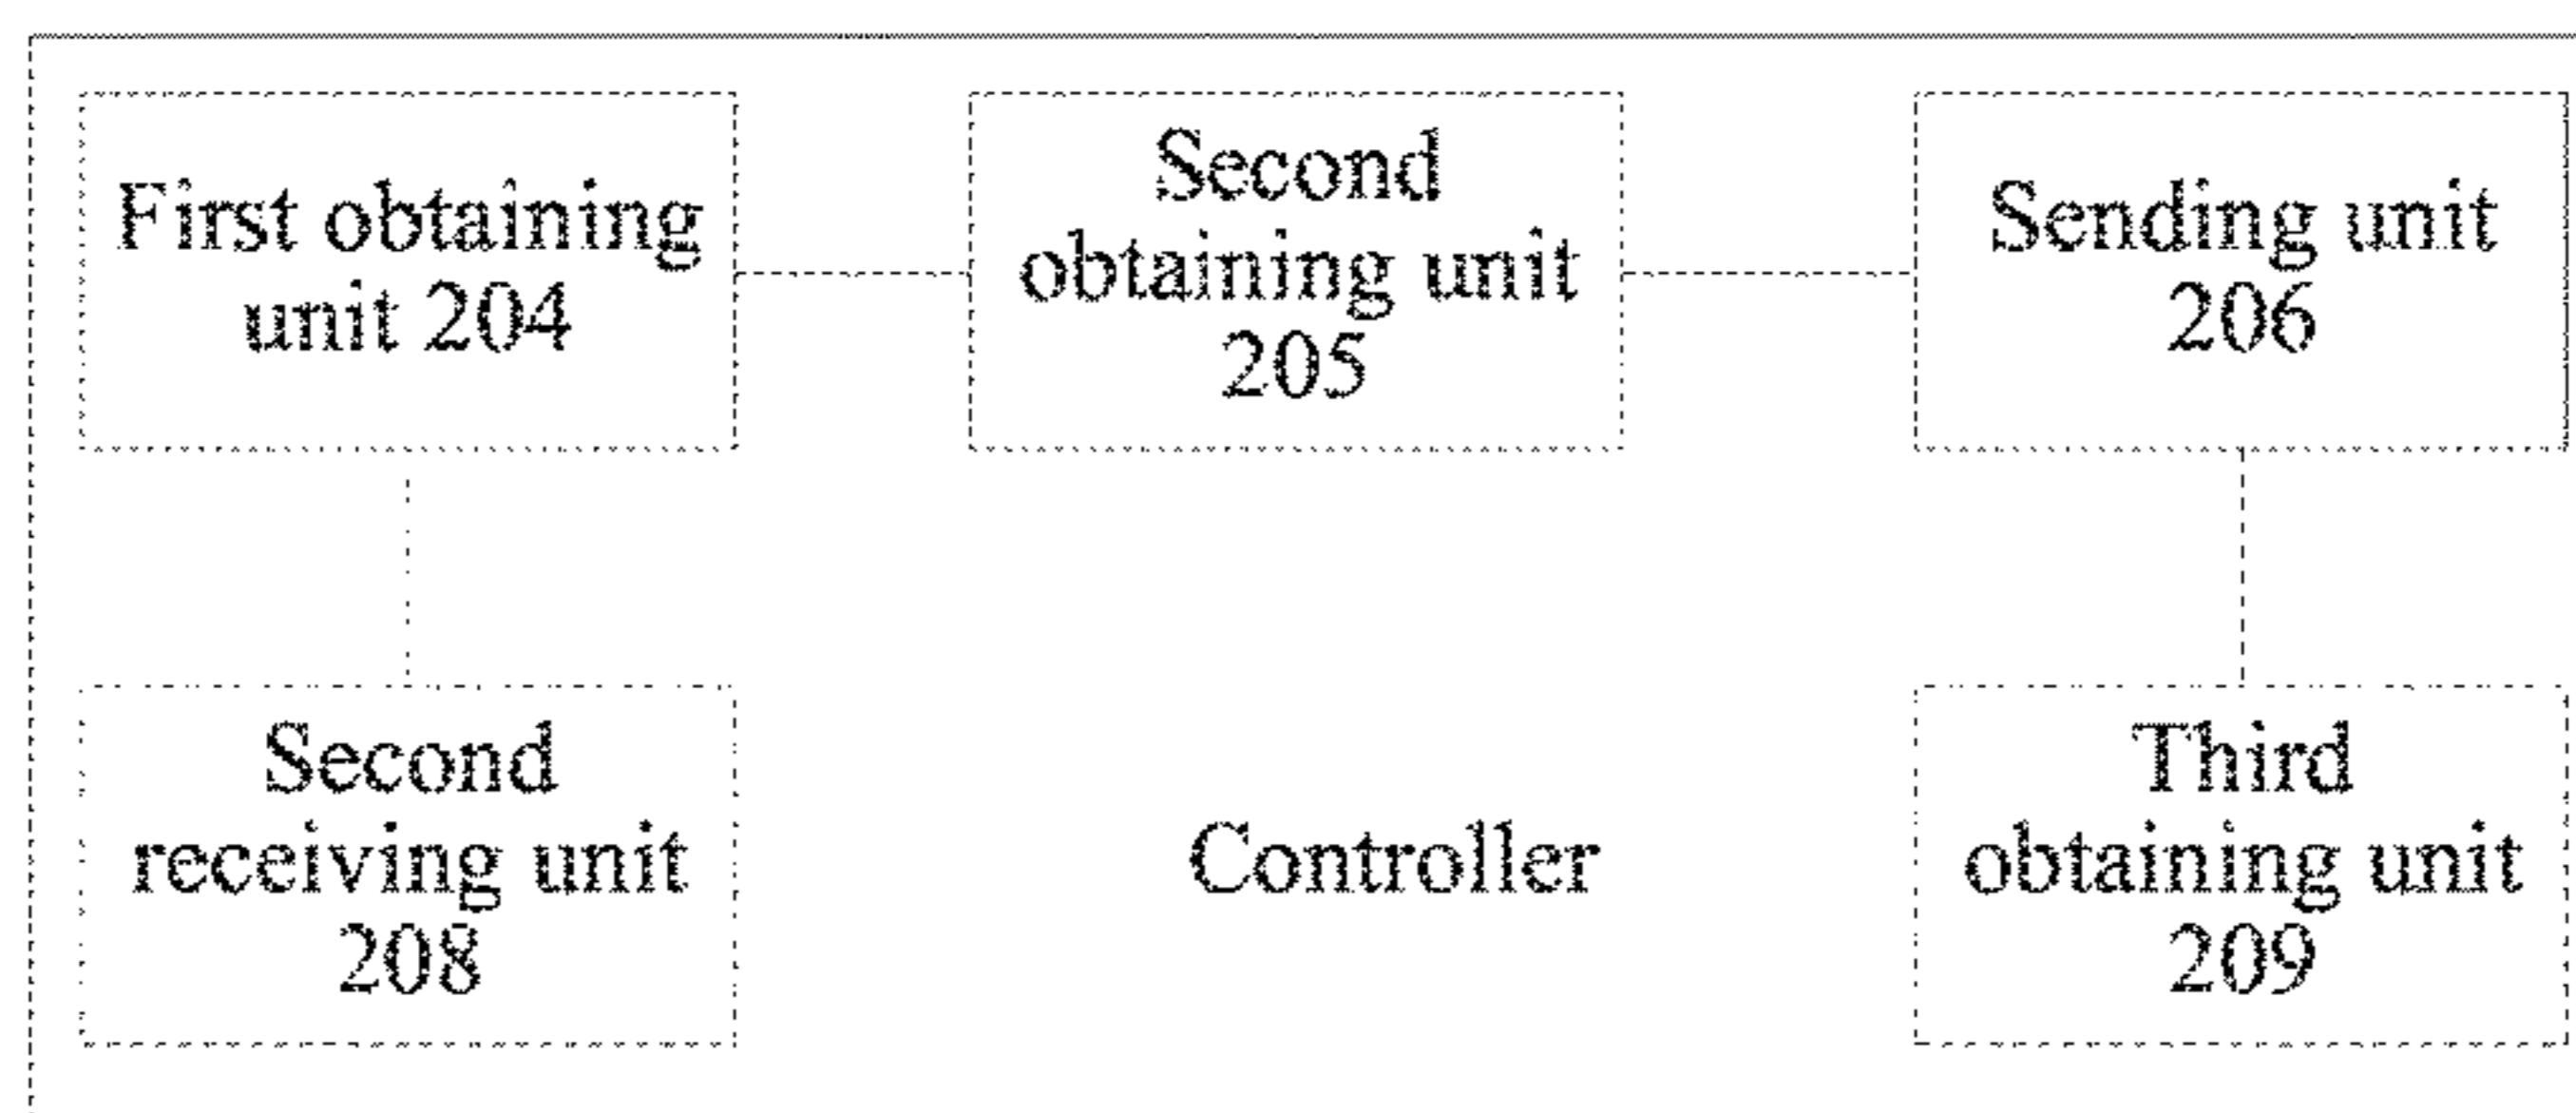 First obtaining
unit 204
Second
obtaining unit
205
Sending unit
206
Second
receiving unit
208
Controller
Third
obtaining unit
209